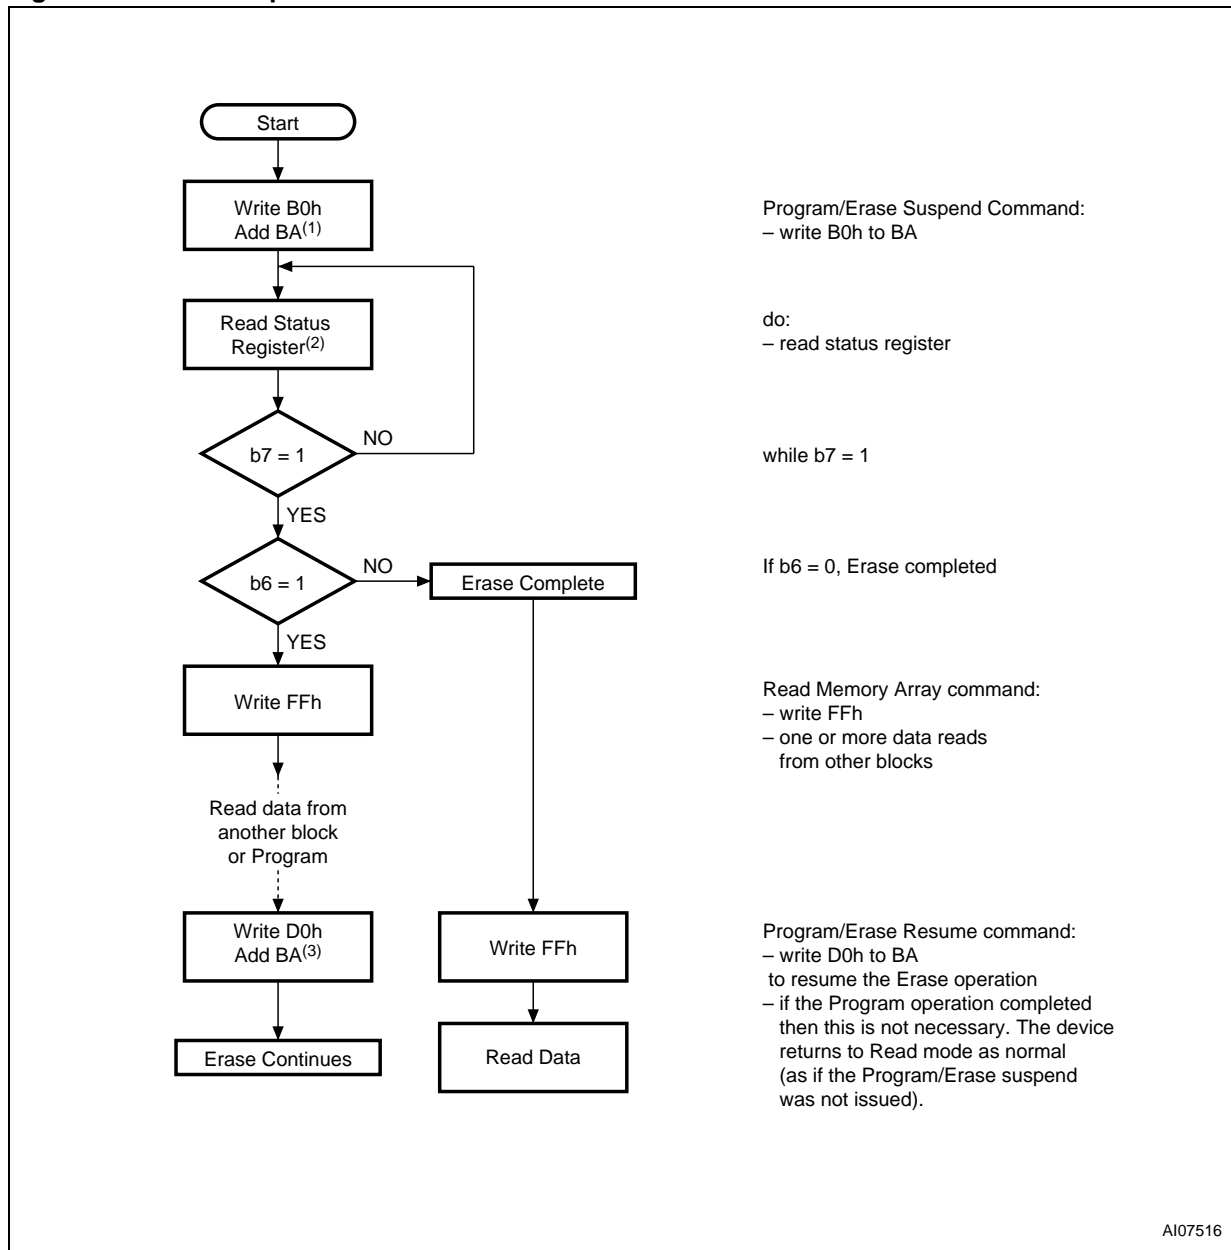 Start
Write B0h
Add BA(1)
Program/Erase Suspend Command:
– write B0h to BA
Read Status
Register(2)
do:
– read status register
b7 = 1
NO
while b7 = 1
YES
b6 = 1
NO
Erase Complete
If b6 = 0, Erase completed
YES
Write FFh
Read Memory Array command:
– write FFh
– one or more data reads
from other blocks
Read data from
another block
or Program
Write D0h
Add BA(3)
Write FFh
Program/Erase Resume command:
– write D0h to BA
to resume the Erase operation
– if the Program operation completed
then this is not necessary. The device
returns to Read mode as normal
(as if the Program/Erase suspend
was not issued).
Erase Continues
Read Data
AI07516